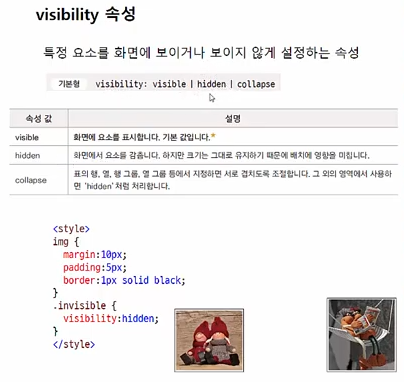 visibility 속성
특정 요소를 화면에 보이거나 보이지 않게 설정하는 속성
기본형 visibility: visible | hidden | collapse
속성 값 설명
visible 화면에 요소를 표시합니다. 기본 값입니다.*
hidden 화면에서 요소를 감춥니다. 하지만 크기는 그대로 유지하기 때문에 배치에 영향을 미칩니다.
collapse 표의 행, 열, 행 그룹, 열 그룹 등에서 지정하면 서로 겹치도록 조절합니다. 그 외의 영역에서 사용하
면 'hidden'처럼 처리합니다.
<style>
img {
margin:10px;
padding:5px;
border:1px solid black;
}
.invisible {
visibility:hidden;
}
</style>